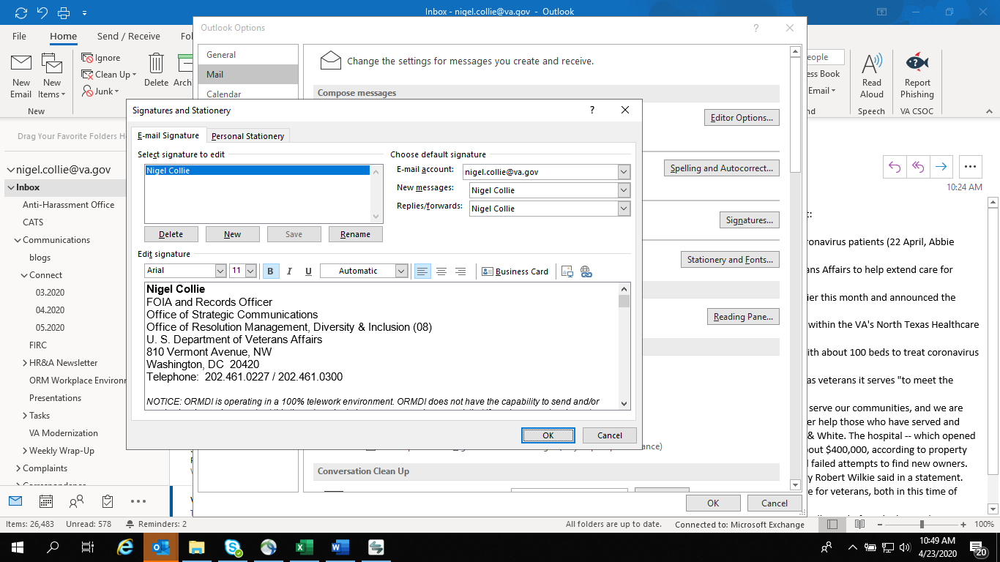 Inbox - nigel.collie@va.gov - Outlook
File Home Send / Receive
Ignore
Clean Up
Junk
Delete
New
Email
New
Items
New
Read
Aloud
Speech
Report
Phishing
VA CSOC
Drag Your Favorite Folders
nigel.collie@va.gov
Inbox
Anti-Harassment Office
CATS
Communications
blogs
Connect
03.2020
04.2020
05.2020
FIRC
HR&A Newsletter
ORM Workplace
Presentations
Tasks
VA Modernization
Weekly Wrap-Up
Complaints
Outlook Options
?
General
Mail
Calendar
Change the settings for messages you create and receive.
Compose messages
Editor Options...
Spelling and Autocorrect...
Signatures...
Stationery and Fonts...
Reading Pane...
Conversation Clean Up
OK Cancel
Signatures and Stationery ?
E-mail Signature Personal Stationery
Select signature to edit
Nigel Collie
Delete New Save Rename
Choose default signature
E-mail account: nigel.collie@va.gov
New messages: Nigel Collie
Replies/forwards: Nigel Collie
Edit signature
Arial 11 B I U Automatic Business Card
Nigel Collie
FOIA and Records Officer
Office of Strategic Communications
Office of Resolution Management, Diversity & Inclusion (08)
U. S. Department of Veterans Affairs
810 Vermont Avenue, NW
Washington, DC 20420
Telephone: 202.461.0227 / 202.461.0300
NOTICE: ORMDI is operating in a 100% telework environment. ORMDI does not have the capability to send and/or
OK Cancel
10:24 AM
coronavirus patients (22 April, Abbie
Affairs to help extend care for
this month and announced the
within the VA's North Texas Healthcare
with about 100 beds to treat coronavirus
as veterans it serves "to meet the
serve our communities, and we are
help those who have served and
& White. The hospital -- which opened
$400,000, according to property
failed attempts to find new owners.
Robert Wilkie said in a statement.
for veterans, both in this time of
Items: 26,483 Unread: 578 Reminders: 2 All folders are up to date. Connected to: Microsoft Exchange 100%
10:49 AM
4/23/2020
20